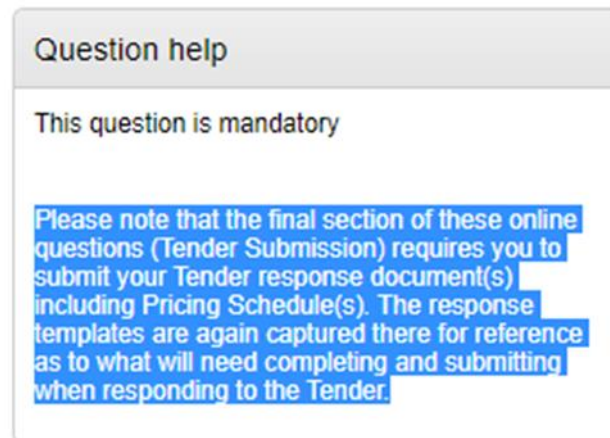 Question help
This question is mandatory
Please note that the final section of these online
questions (Tender Submission) requires you to
submit your Tender response document(s)
including Pricing Schedule(s). The response
templates are again captured there for reference
as to what will need completing and submitting
when responding to the Tender.